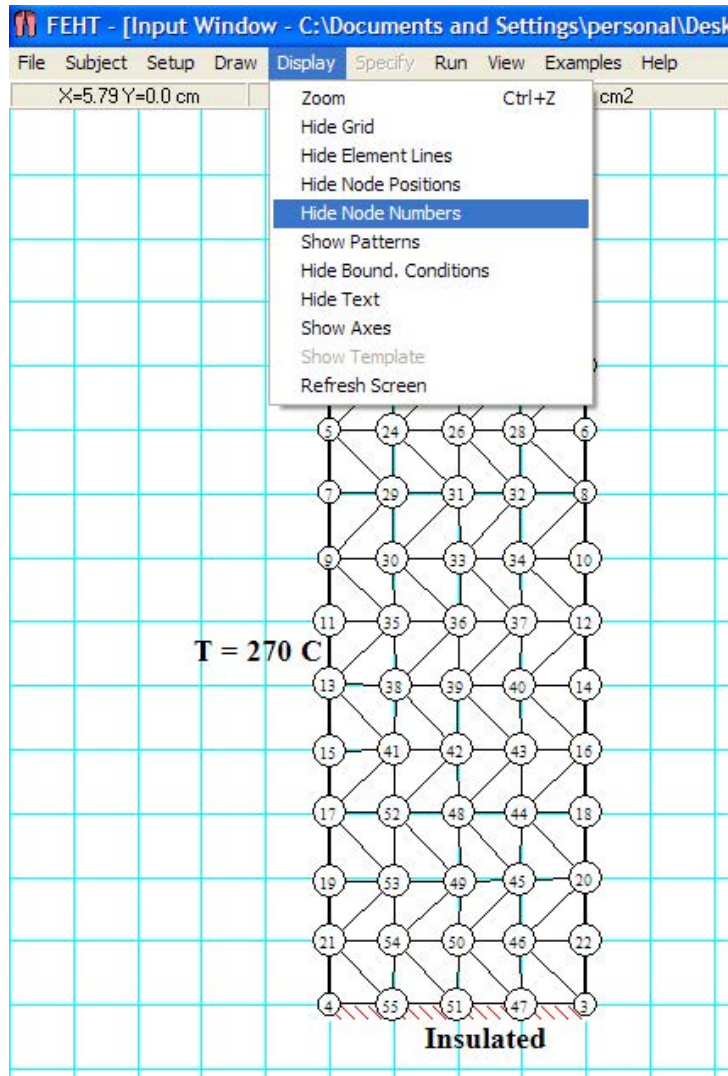 FEHT - [Input Window - C:\Documents and Settings\personal\Desk
File Subject Setup Draw Display Specify Run View Examples Help
X=5.79 Y=0.0 cm cm2
Zoom Ctrl+Z
Hide Grid
Hide Element Lines
Hide Node Positions
Hide Node Numbers
Show Patterns
Hide Bound. Conditions
Hide Text
Show Axes
Show Template
Refresh Screen
5 24 26 28 6
7 29 31 32 8
9 30 33 34 10
11 35 36 37 12
T = 270 C
13 38 39 40 14
15 41 42 43 16
17 52 48 44 18
19 53 49 45 20
21 54 50 46 22
4 55 51 47 3
Insulated